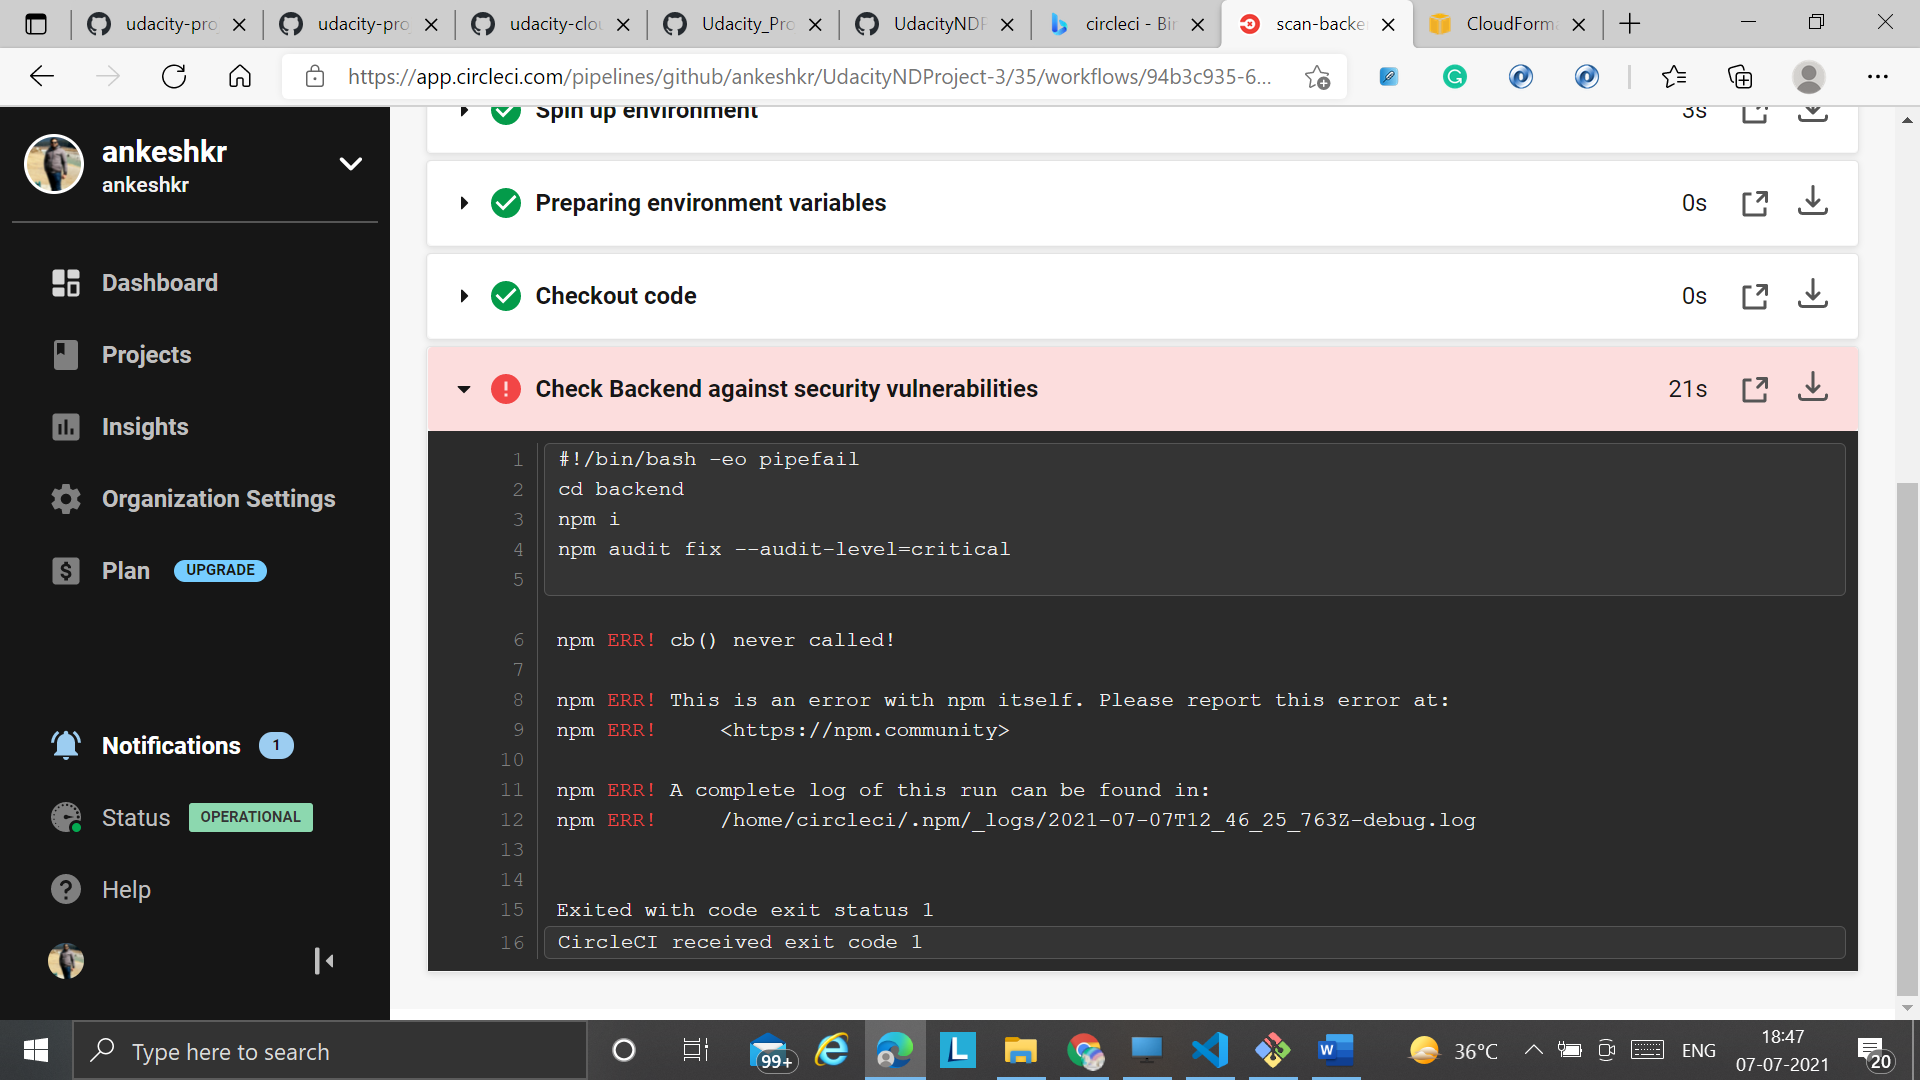 udacity-pro
udacity-pro
udacity-clou
Udacity_Pro
UdacityNDP
circleci - Bin
scan-backe
CloudForma
https://app.circleci.com/pipelines/github/ankeshkr/UdacityNDProject-3/35/workflows/94b3c935-6...
ankeshkr
ankeshkr
Dashboard
Projects
Insights
Organization Settings
Plan UPGRADE
Notifications 1
Status OPERATIONAL
Help
Spin up environment 3s
Preparing environment variables 0s
Checkout code 0s
Check Backend against security vulnerabilities 21s
1 #!/bin/bash -eo pipefail
2 cd backend
3 npm i
4 npm audit fix --audit-level=critical
5
6 npm ERR! cb() never called!
7
8 npm ERR! This is an error with npm itself. Please report this error at:
9 npm ERR!     <https://npm.community>
10
11 npm ERR! A complete log of this run can be found in:
12 npm ERR!     /home/circleci/.npm/_logs/2021-07-07T12_46_25_763Z-debug.log
13
14
15 Exited with code exit status 1
16 CircleCI received exit code 1
Type here to search
99+
L
W
36°C
ENG
18:47
07-07-2021
20